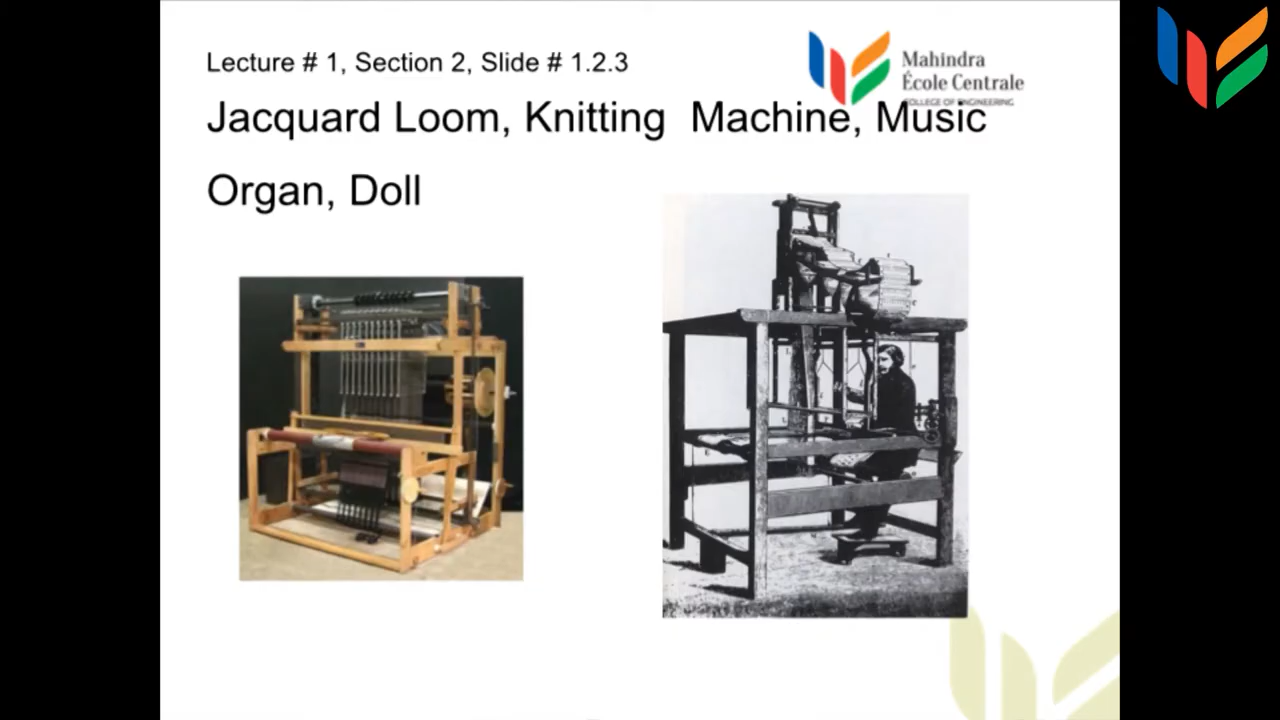 Lecture # 1, Section 2, Slide # 1.2.3
Mahindra
École Centrale
COLLEGE OF ENGINEERING
Jacquard Loom, Knitting Machine, Music
Organ, Doll